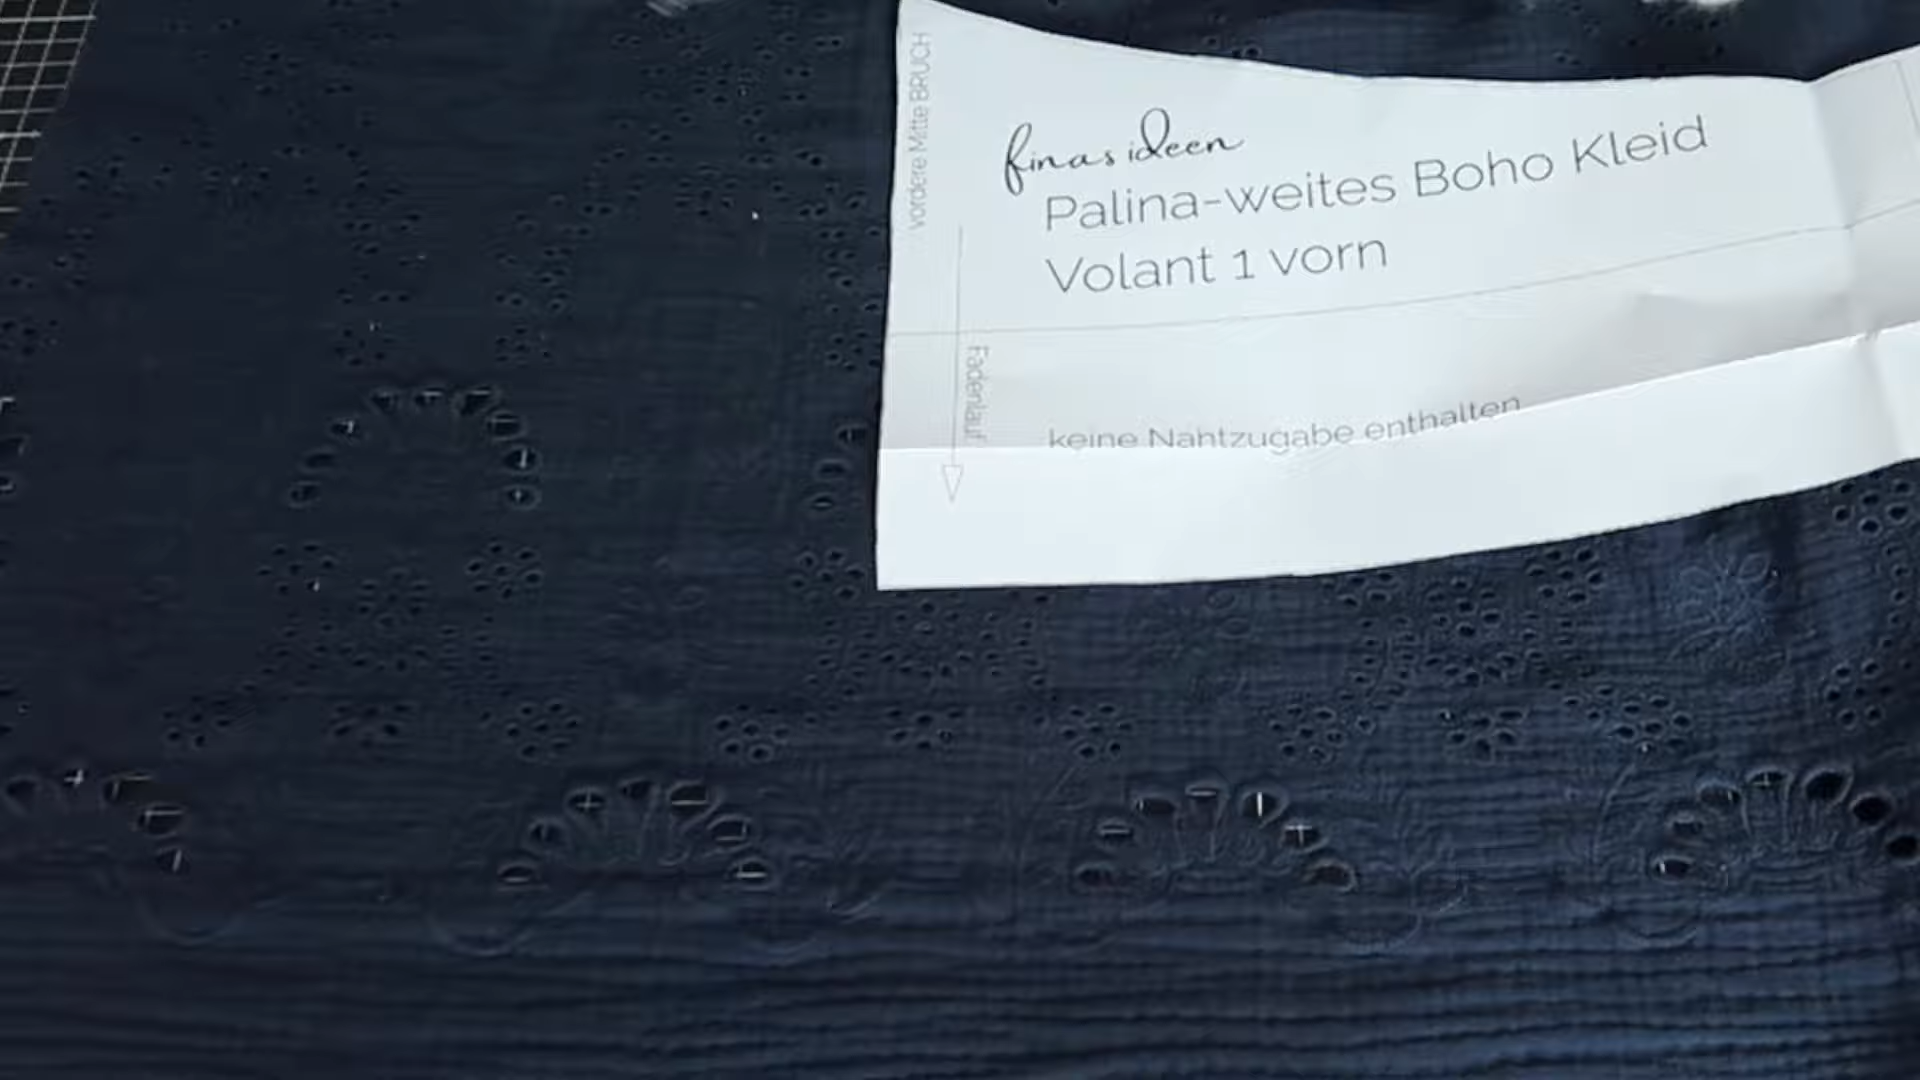 vordere Mitte BRUCH
finas ideen
Palina-weites Boho Kleid
Volant 1 vorn
Fadenlauf
keine Nahtzugabe enthalten